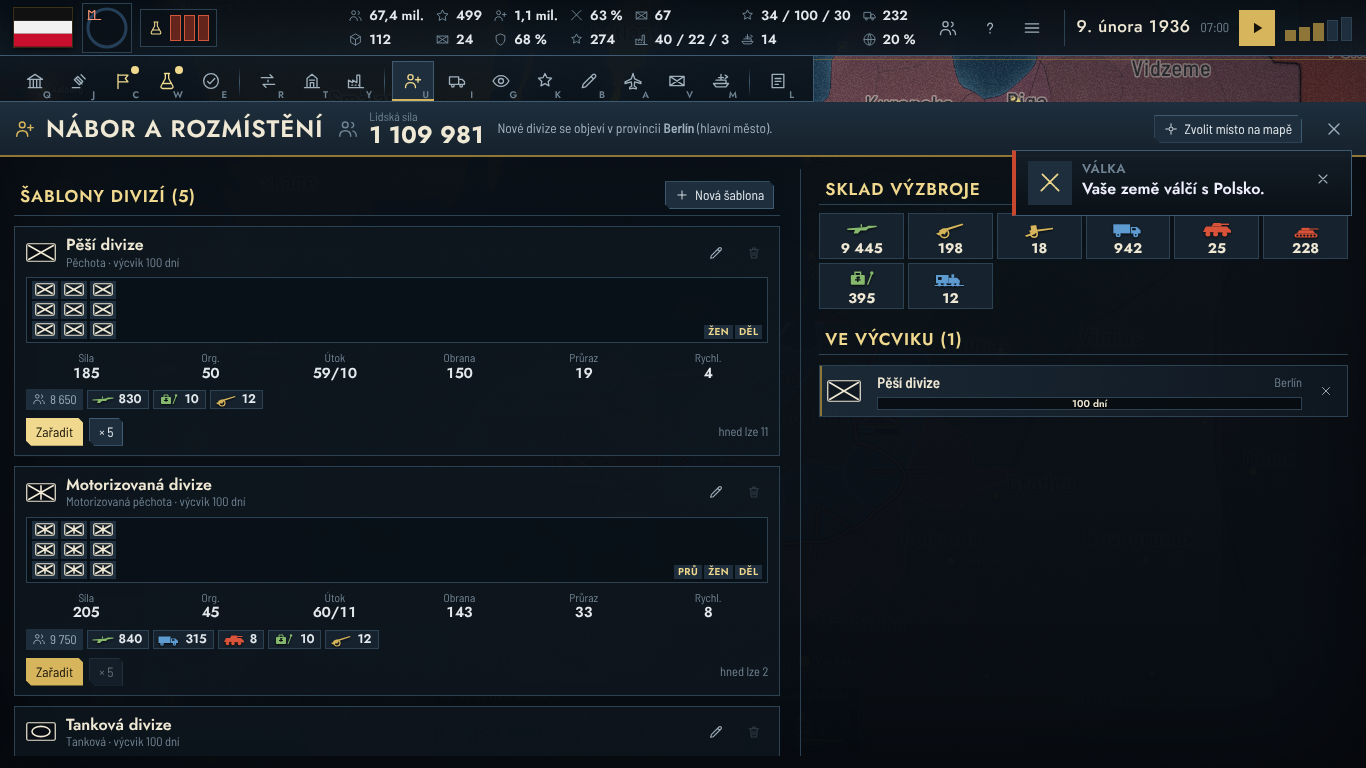 67,4 mil. 499 1,1 mil. 63 % 67 34 / 100 / 30 232
112 24 68 % 274 40 / 22 / 3 14 20 %
? 9. února 1936 07:00
Q J C W E R T Y U I G K B A V M L
Vidzeme
Riga
NÁBOR A ROZMÍSTĚNÍ
Lidská síla
1 109 981
Nové divize se objeví v provincii Berlín (hlavní město).
Zvolit místo na mapě
VÁLKA
Vaše země válčí s Polsko.
ŠABLONY DIVIZÍ (5)
Nová šablona
Pěší divize
Pěchota · výcvik 100 dní
ŽEN DĚL
Síla Org. Útok Obrana Průraz Rychl.
185 50 59/10 150 19 4
8 650 830 10 12
Zařadit ×5 hned lze 11
Motorizovaná divize
Motorizovaná pěchota · výcvik 100 dní
PRŮ ŽEN DĚL
Síla Org. Útok Obrana Průraz Rychl.
205 45 60/11 143 33 8
9 750 840 315 8 10 12
Zařadit ×5 hned lze 2
Tanková divize
Tanková · výcvik 100 dní
SKLAD VÝZBROJE
9 445 198 18 942 25 228
395 12
VE VÝCVIKU (1)
Pěší divize Berlín
100 dní